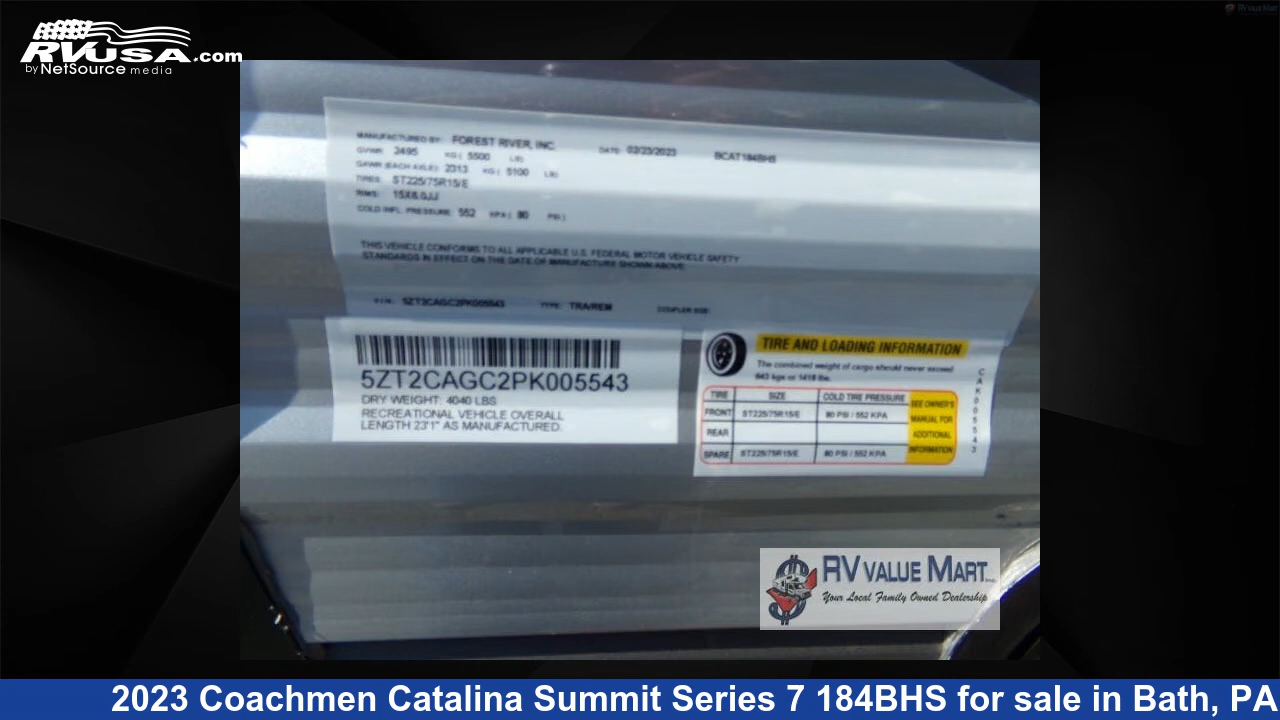 RV Value Mart
RVUSA.com
by NetSource media
MANUFACTURED BY: FOREST RIVER, INC. DATE: 02/23/2023 BCAT184BHS
GVWR: 2495 KG ( 5500 LB)
GAWR (EACH AXLE): 2313 KG ( 5100 LB)
TIRES: ST225/75R15/E
RIMS: 15X6.0JJ
COLD INFL. PRESSURE: 552 KPA ( 80 PSI )
THIS VEHICLE CONFORMS TO ALL APPLICABLE U.S. FEDERAL MOTOR VEHICLE SAFETY
STANDARDS IN EFFECT ON THE DATE OF MANUFACTURE SHOWN ABOVE
V.I.N.: 5ZT2CAGC2PK005543 TYPE: TRA/REM COUPLER SIZE:
5ZT2CAGC2PK005543
DRY WEIGHT: 4040 LBS
RECREATIONAL VEHICLE OVERALL
LENGTH 23'1" AS MANUFACTURED.
TIRE AND LOADING INFORMATION
The combined weight of cargo should never exceed
643 kgs or 1418 lbs.
TIRE SIZE COLD TIRE PRESSURE
FRONT ST225/75R15/E 80 PSI / 552 KPA
REAR
SPARE ST225/75R15/E 80 PSI / 552 KPA
SEE OWNER'S
MANUAL FOR
ADDITIONAL
INFORMATION
CAK005543
RV VALUE MART Inc.
Your Local Family Owned Dealership
2023 Coachmen Catalina Summit Series 7 184BHS for sale in Bath, PA